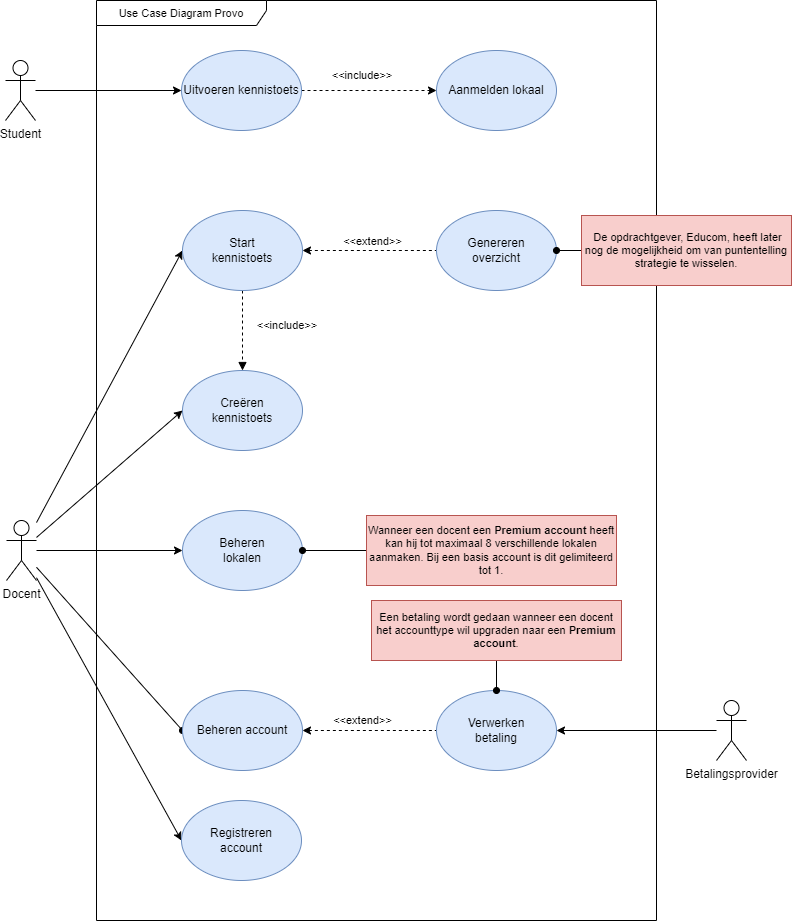 Use Case Diagram Provo
Uitvoeren kennistoets
<<include>>
Aanmelden lokaal
Student
Start
kennistoets
<<extend>>
Genereren
overzicht
De opdrachtgever, Educom, heeft later
nog de mogelijkheid om van puntentelling
strategie te wisselen.
<<include>>
Creëren
kennistoets
Beheren
lokalen
Wanneer een docent een Premium account heeft
kan hij tot maximaal 8 verschillende lokalen
aanmaken. Bij een basis account is dit gelimiteerd
tot 1.
Docent
Een betaling wordt gedaan wanneer een docent
het accounttype wil upgraden naar een Premium
account.
Beheren account
<<extend>>
Verwerken
betaling
Betalingsprovider
Registreren
account